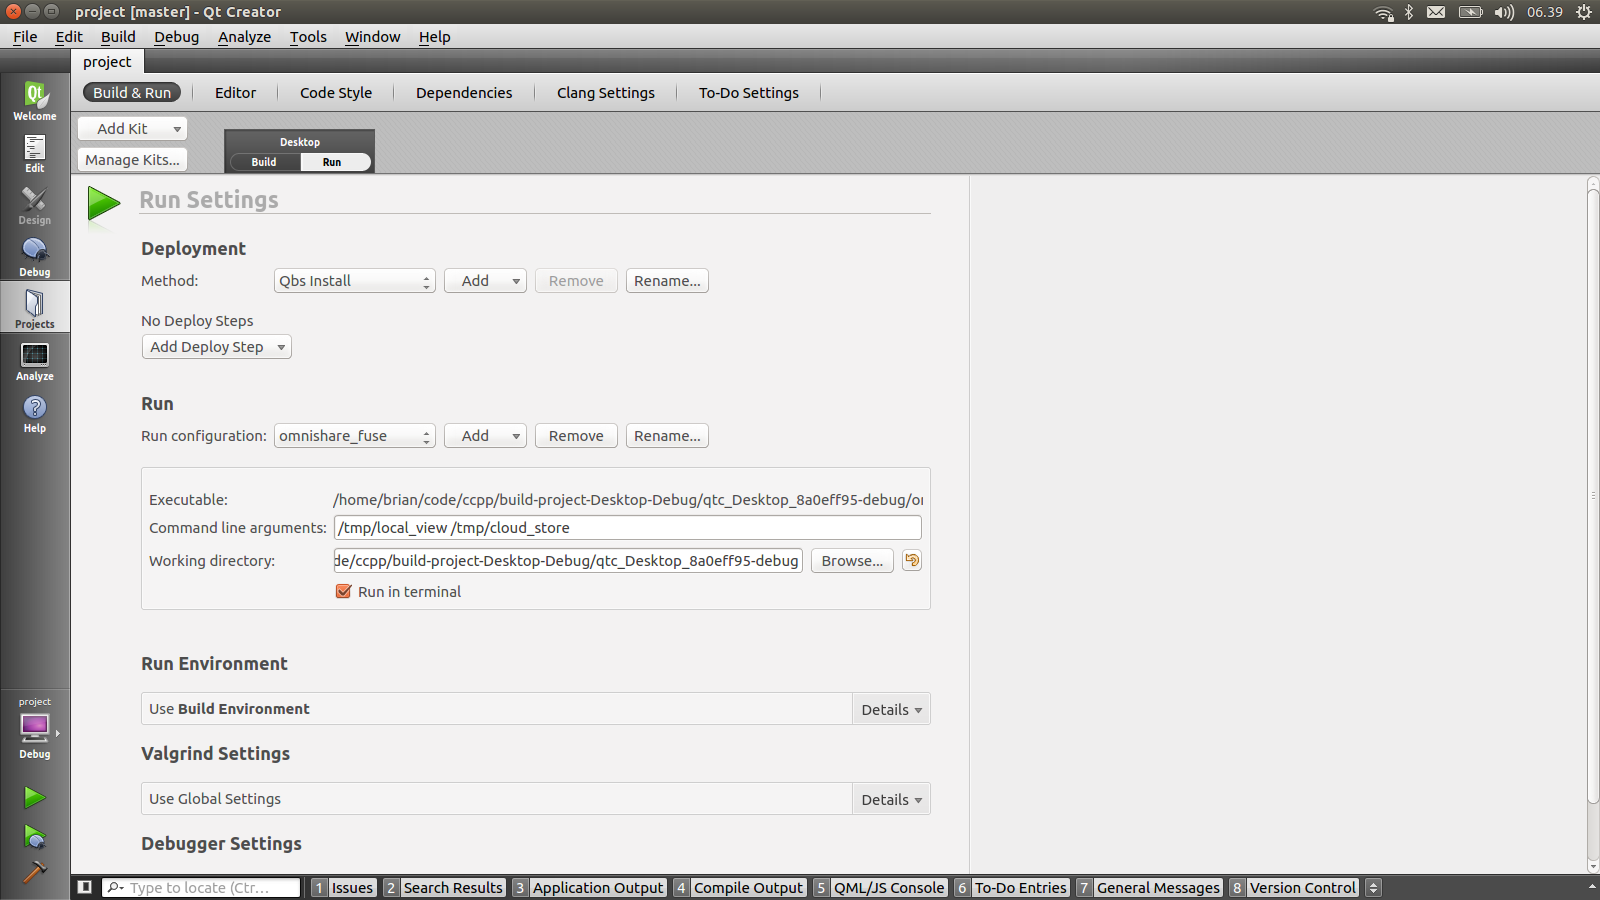 project [master] - Qt Creator
06.39
File Edit Build Debug Analyze Tools Window Help
project
Build & Run Editor Code Style Dependencies Clang Settings To-Do Settings
Add Kit
Manage Kits...
Desktop
Build Run
Qt
Welcome
Edit
Design
Debug
Projects
Analyze
Help
project
Debug
Run Settings
Deployment
Method: Qbs Install Add Remove Rename...
No Deploy Steps
Add Deploy Step
Run
Run configuration: omnishare_fuse Add Remove Rename...
Executable: /home/brian/code/ccpp/build-project-Desktop-Debug/qtc_Desktop_8a0eff95-debug/
Command line arguments: /tmp/local_view /tmp/cloud_store
Working directory: de/ccpp/build-project-Desktop-Debug/qtc_Desktop_8a0eff95-debug Browse...
Run in terminal
Run Environment
Use Build Environment Details
Valgrind Settings
Use Global Settings Details
Debugger Settings
Type to locate (Ctr... 1 Issues 2 Search Results 3 Application Output 4 Compile Output 5 QML/JS Console 6 To-Do Entries 7 General Messages 8 Version Control